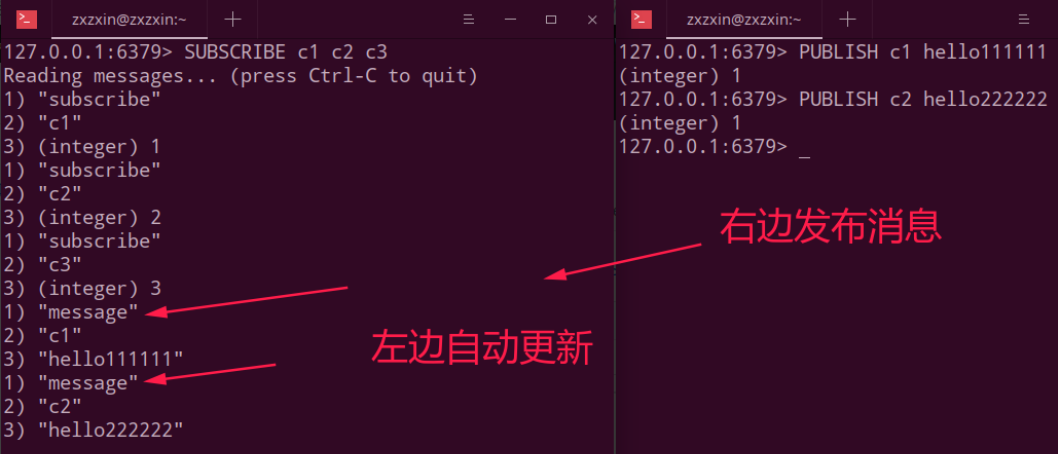 zxzxin@zxzxin:~
127.0.0.1:6379> SUBSCRIBE c1 c2 c3
Reading messages... (press Ctrl-C to quit)
1) "subscribe"
2) "c1"
3) (integer) 1
1) "subscribe"
2) "c2"
3) (integer) 2
1) "subscribe"
2) "c3"
3) (integer) 3
1) "message"
2) "c1"
3) "hello111111"
1) "message"
2) "c2"
3) "hello222222"
左边自动更新
zxzxin@zxzxin:~
127.0.0.1:6379> PUBLISH c1 hello111111
(integer) 1
127.0.0.1:6379> PUBLISH c2 hello222222
(integer) 1
127.0.0.1:6379> _
右边发布消息